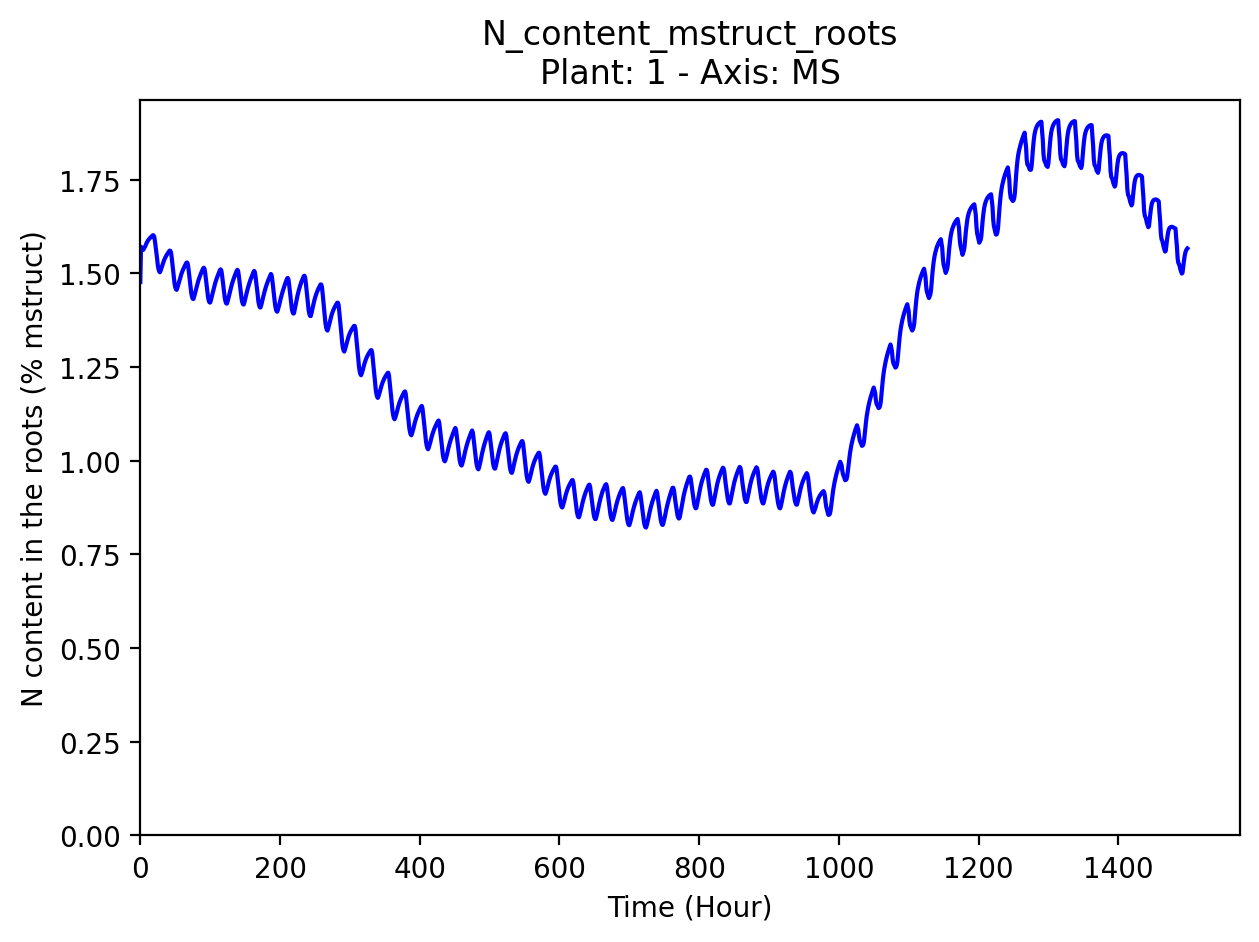 N_content_mstruct_roots
Plant: 1 - Axis: MS
N content in the roots (% mstruct)
1.75
1.50
1.25
1.00
0.75
0.50
0.25
0.00
0 200 400 600 800 1000 1200 1400
Time (Hour)